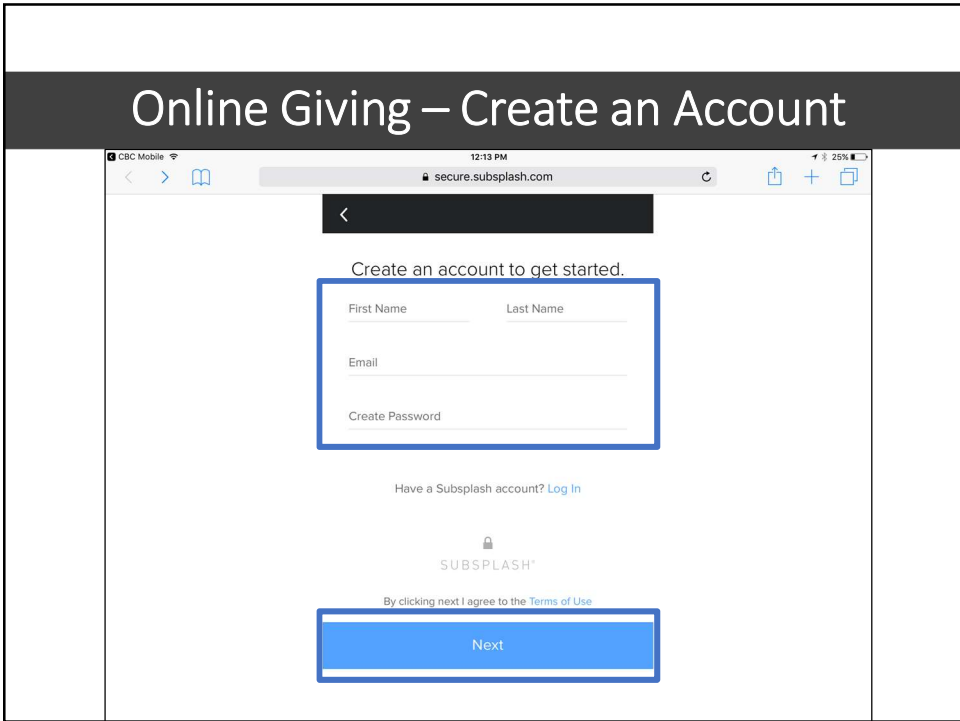 Online Giving – Create an Account
CBC Mobile 12:13 PM 25%
secure.subsplash.com
Create an account to get started.
First Name Last Name
Email
Create Password
Have a Subsplash account? Log In
SUBSPLASH
By clicking next I agree to the Terms of Use
Next